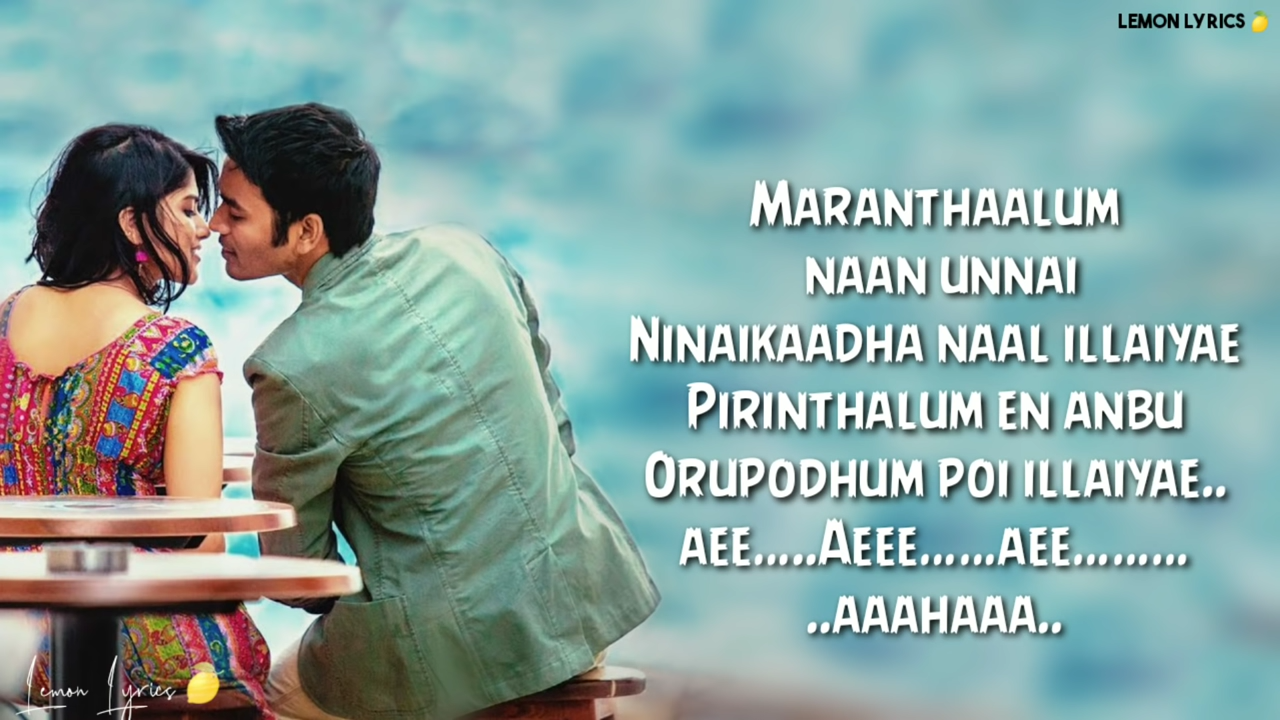 LEMON LYRICS 🍋
MARANTHAALUM
NAAN UNNAI
NINAIKAADHA NAAL ILLAIYAE
PIRINTHALUM EN ANBU
ORUPODHUM POI ILLAIYAE..
AEE.....AEEE......AEE.........
..AAAHAAA..
Lemon Lyrics 🍋